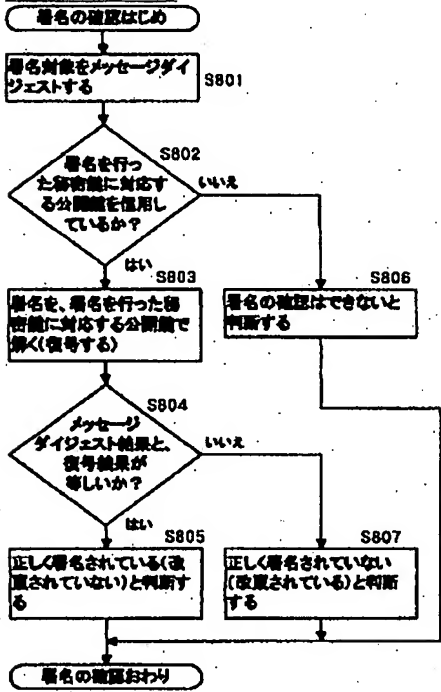 署名の確認はじめ
署名対象をメッセージダイ
ジェストする
S801
S802
署名を行っ
た秘密鍵に対応す
る公開鍵を信用し
ているか？
いいえ
はい
S803
署名を、署名を行った秘
密鍵に対応する公開鍵で
解く(復号する)
S806
署名の確認はできないと
判断する
S804
メッセージ
ダイジェスト結果と、
復号結果が
等しいか？
いいえ
はい
S805
正しく署名されている(改
竄されていない)と判断す
る
S807
正しく署名されていない
(改竄されている)と判断
する
署名の確認おわり